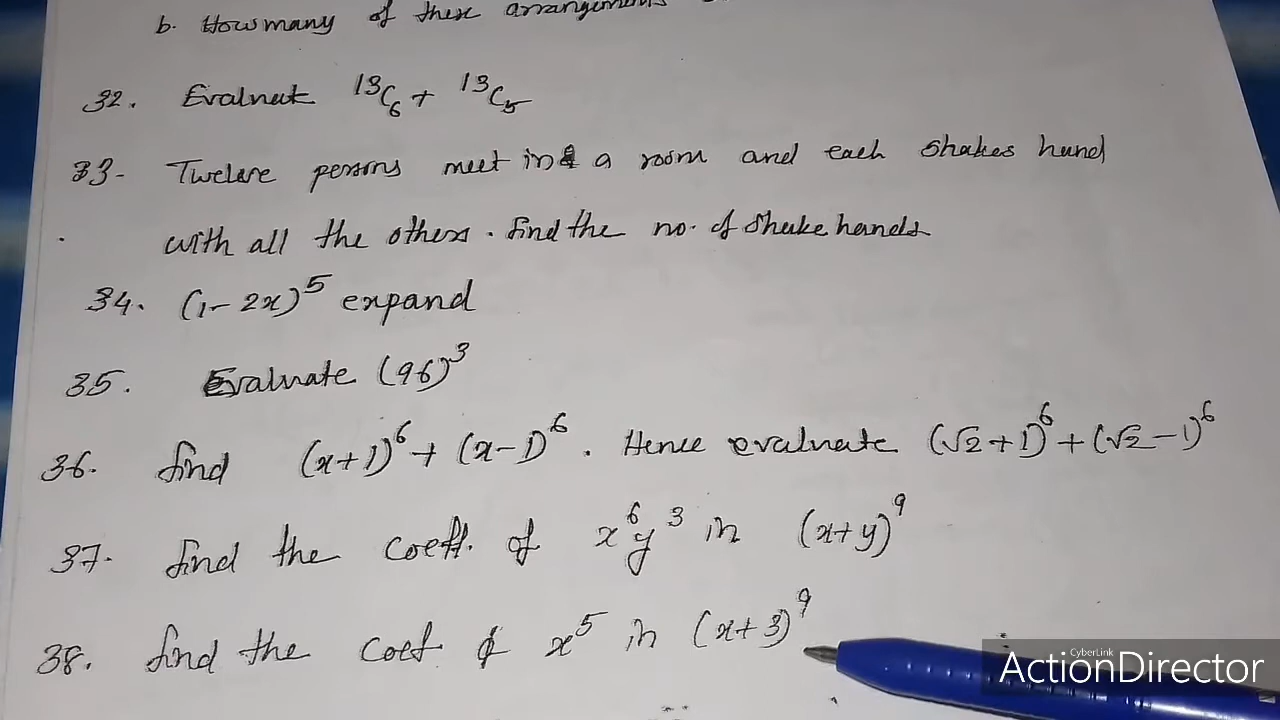 b. How many of these arrangements
32. Evaluate ¹³C₆ + ¹³C₅
33- Twelve persons meet in a room and each shakes hand
with all the others. find the no. of Shake hands
34. (1-2x)⁵ expand
35. Evaluate (96)³
36. find (x+1)⁶ + (x-1)⁶. Hence evaluate (√2+1)⁶ + (√2-1)⁶
37. find the coeff. of x⁶y³ in (x+y)⁹
38. find the coef of x⁵ in (x+3)⁹
CyberLink
ActionDirector